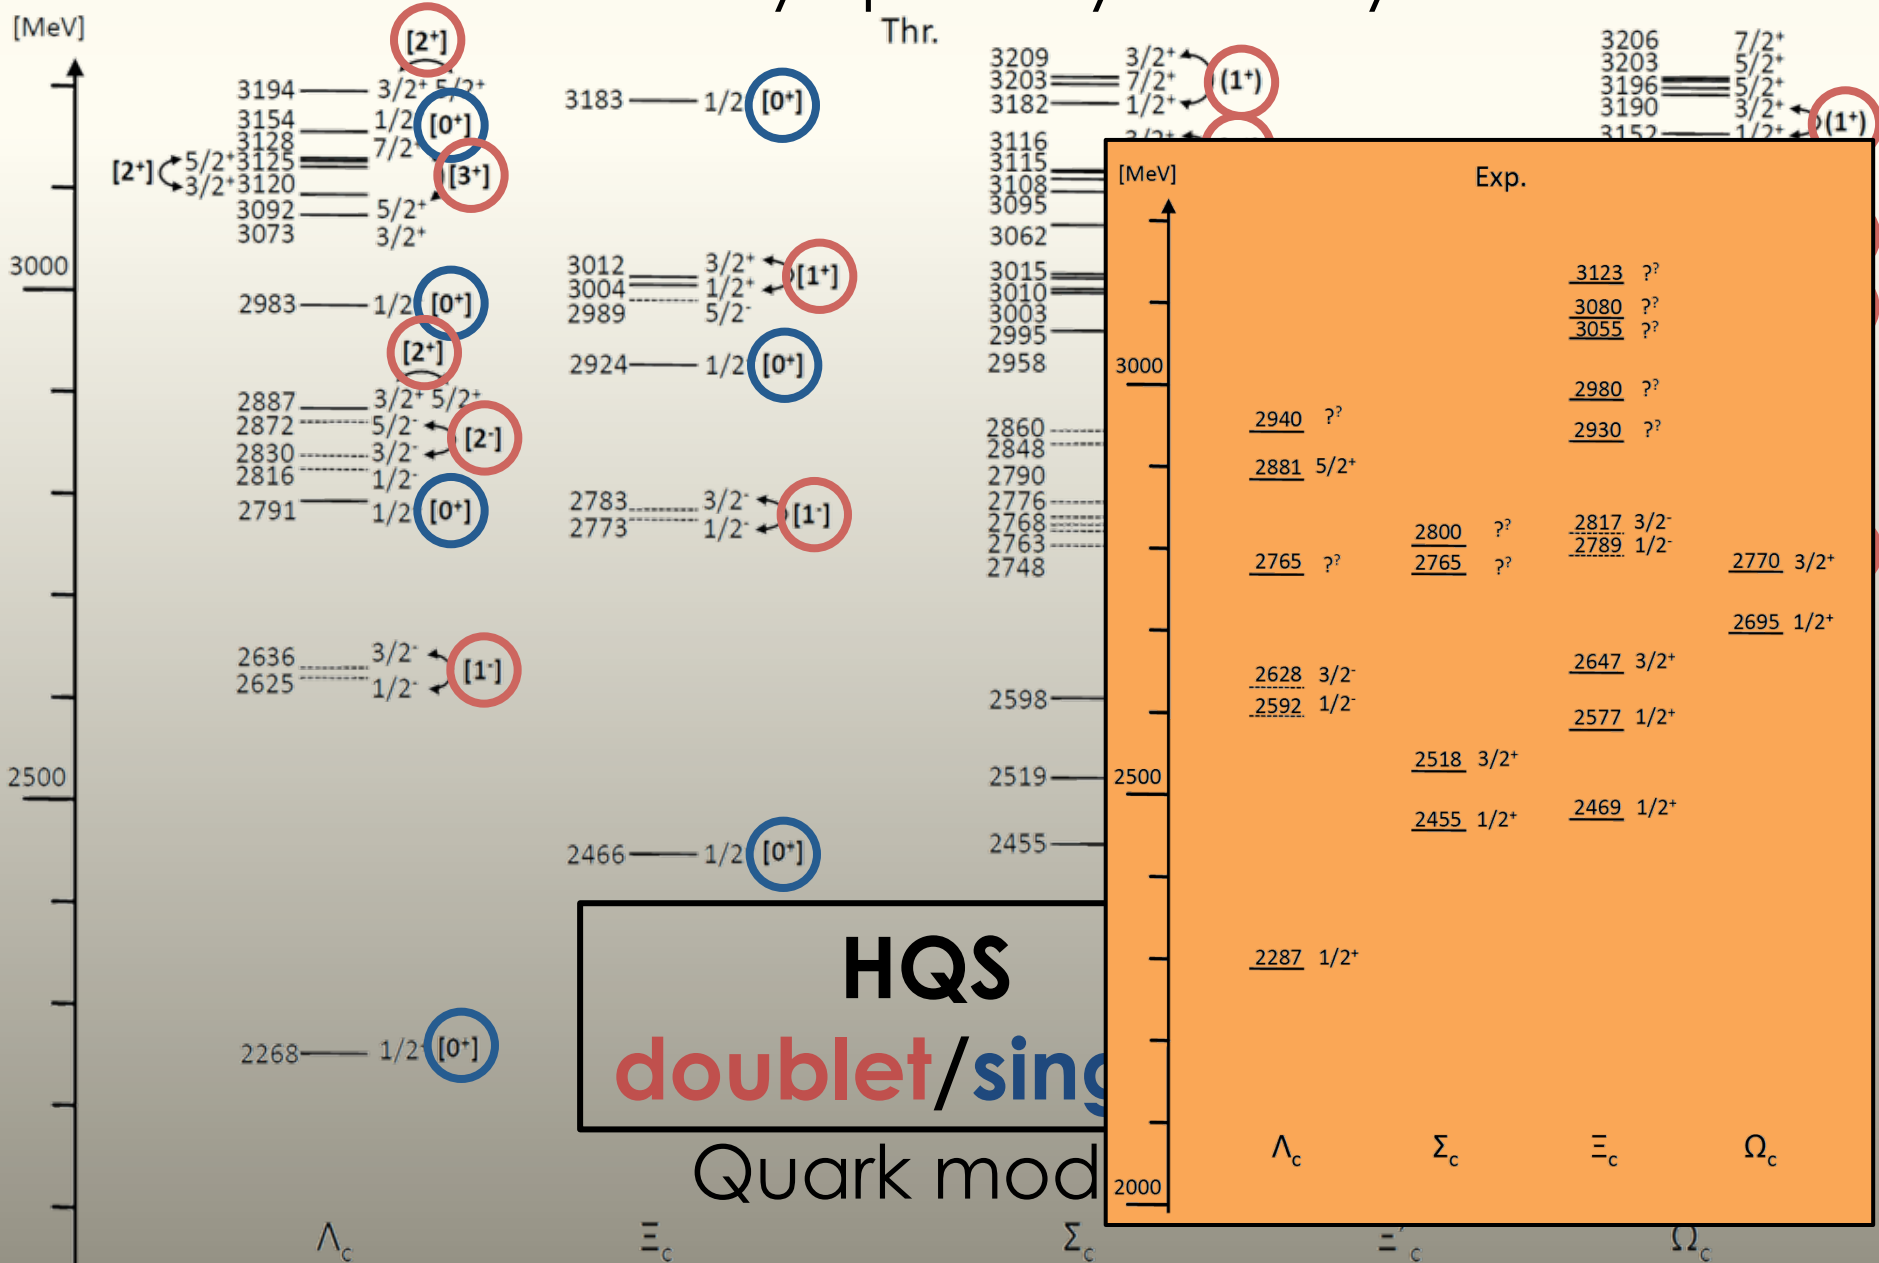 [MeV]
Thr.
[2⁺]
3194 3/2⁺ 5/2⁺
3154 1/2 [0⁺]
3128 7/2⁺
[2⁺] 5/2⁺ 3125 [3⁺]
3/2⁺ 3120
3092 5/2⁺
3073 3/2⁺
3000
2983 1/2 [0⁺]
[2⁺]
2887 3/2⁺ 5/2⁺
2872 5/2⁻
[2⁻]
2830 3/2⁻
2816 1/2⁻
2791 1/2 [0⁺]
2636 3/2⁻
[1⁻]
2625 1/2⁻
2500
2268 1/2⁺ [0⁺]
Λc
3183 1/2 [0⁺]
3012 3/2⁺
[1⁺]
3004 1/2⁺
2989 5/2⁻
2924 1/2 [0⁺]
2783 3/2⁻
[1⁻]
2773 1/2⁻
2466 1/2 [0⁺]
HQS
doublet/sing
Quark mod
Ξc
3209 3/2⁺
3203 7/2⁺ (1⁺)
3182 1/2⁺
3116 3/2⁺
3115
3108
3095
3062
3015
3010
3003
2995
2958
2860
2848
2790
2776
2768
2763
2748
2598
2519
2455
Σc
Ξ′c
3206 7/2⁺
3203 5/2⁺
3196 5/2⁺
3190 3/2⁺
(1⁺)
3152 1/2⁺
Ωc
[MeV]
Exp.
3000
2500
2000
2940 ??
2881 5/2⁺
2765 ??
2628 3/2⁻
2592 1/2⁻
2287 1/2⁺
Λc
2800 ??
2765 ??
2518 3/2⁺
2455 1/2⁺
Σc
3123 ??
3080 ??
3055 ??
2980 ??
2930 ??
2817 3/2⁻
2789 1/2⁻
2647 3/2⁺
2577 1/2⁺
2469 1/2⁺
Ξc
2770 3/2⁺
2695 1/2⁺
Ωc